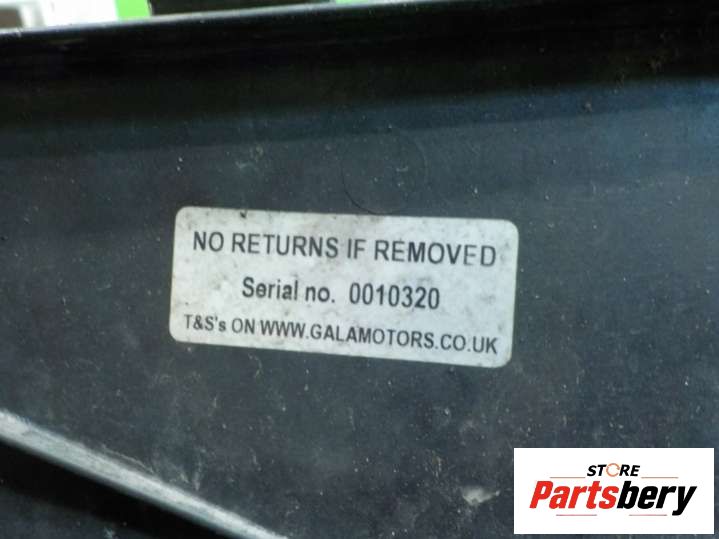 NO RETURNS IF REMOVED
Serial no. 0010320
T&S's ON WWW.GALAMOTORS.CO.UK
STORE
Partsbery